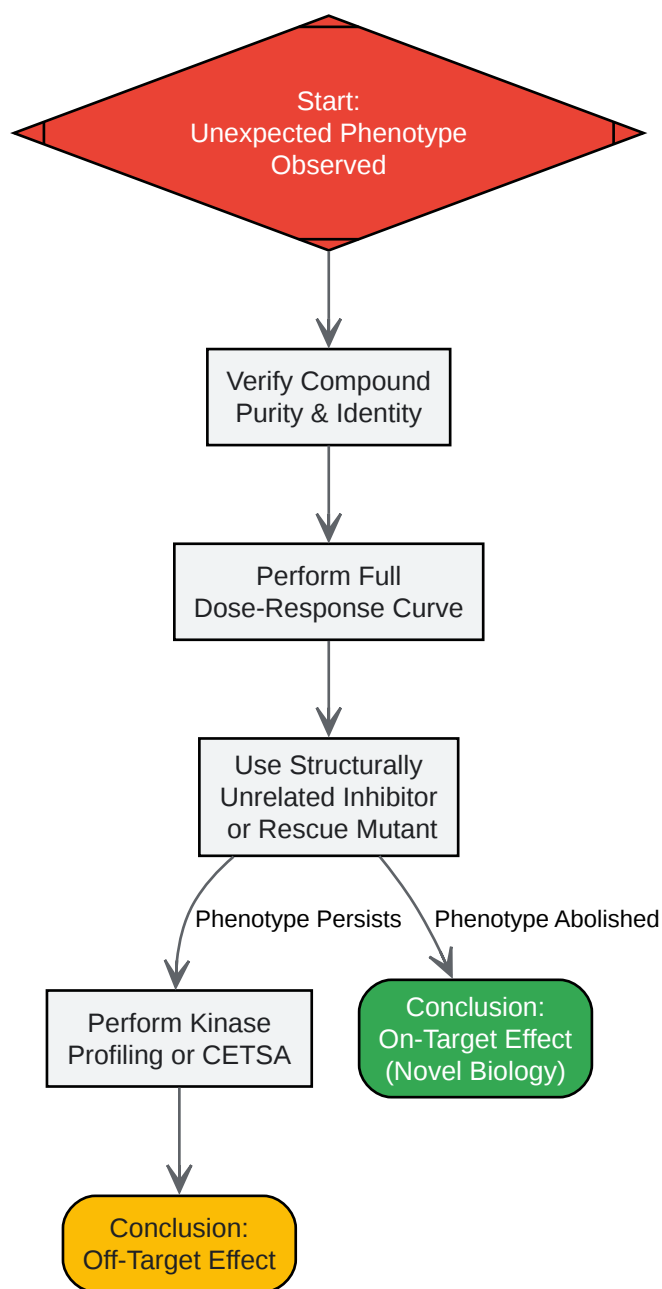 Start:
Unexpected Phenotype
Observed
Verify Compound
Purity & Identity
Perform Full
Dose-Response Curve
Use Structurally
Unrelated Inhibitor
or Rescue Mutant
Phenotype Persists
Phenotype Abolished
Perform Kinase
Profiling or CETSA
Conclusion:
On-Target Effect
(Novel Biology)
Conclusion:
Off-Target Effect